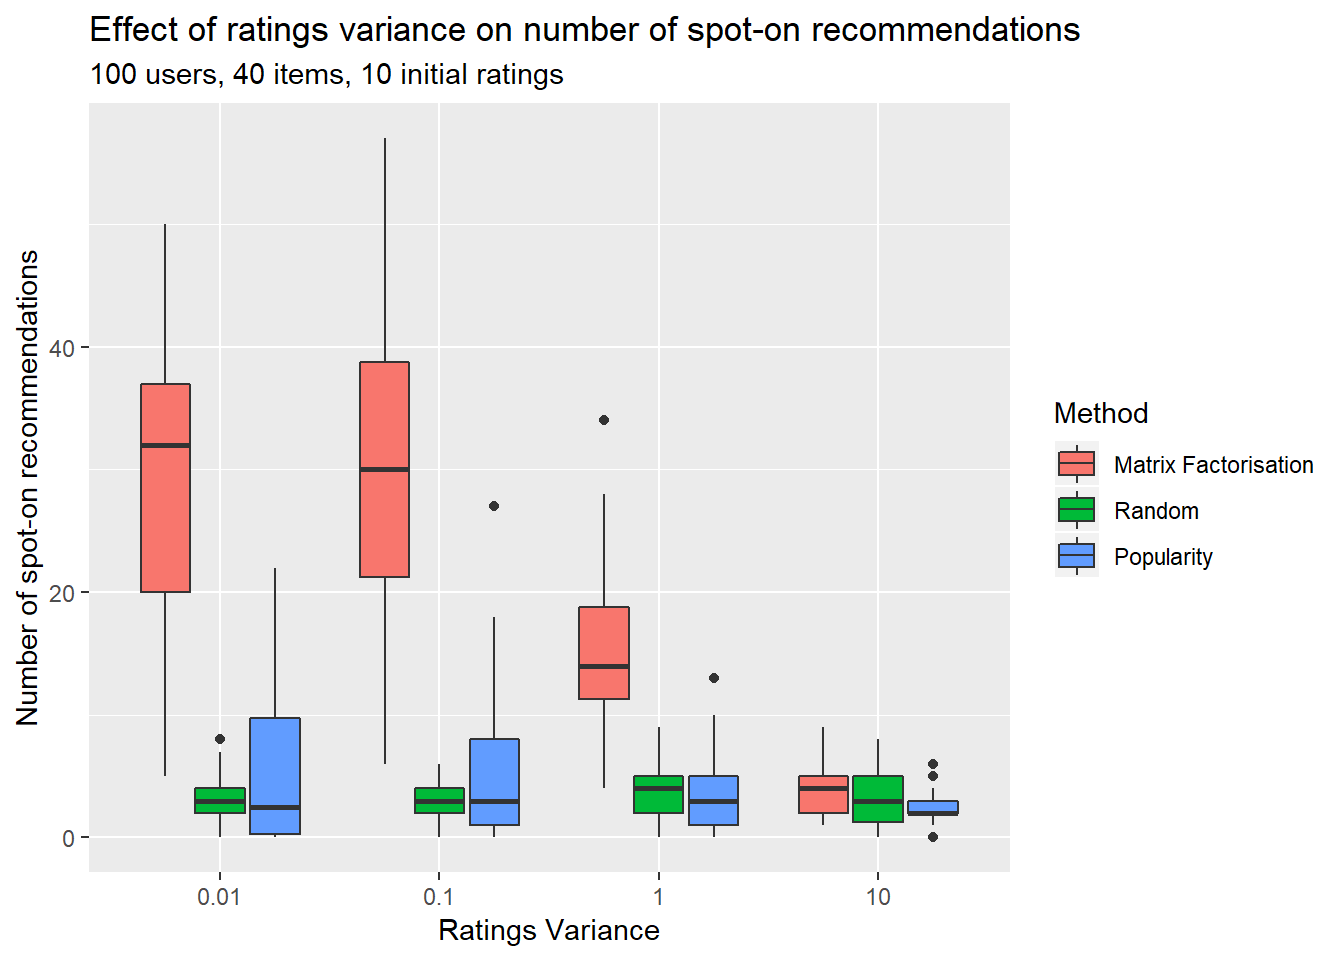 Effect of ratings variance on number of spot-on recommendations
100 users, 40 items, 10 initial ratings
Number of spot-on recommendations
40
20
0
0.01
0.1
1
10
Ratings Variance
Method
Matrix Factorisation
Random
Popularity